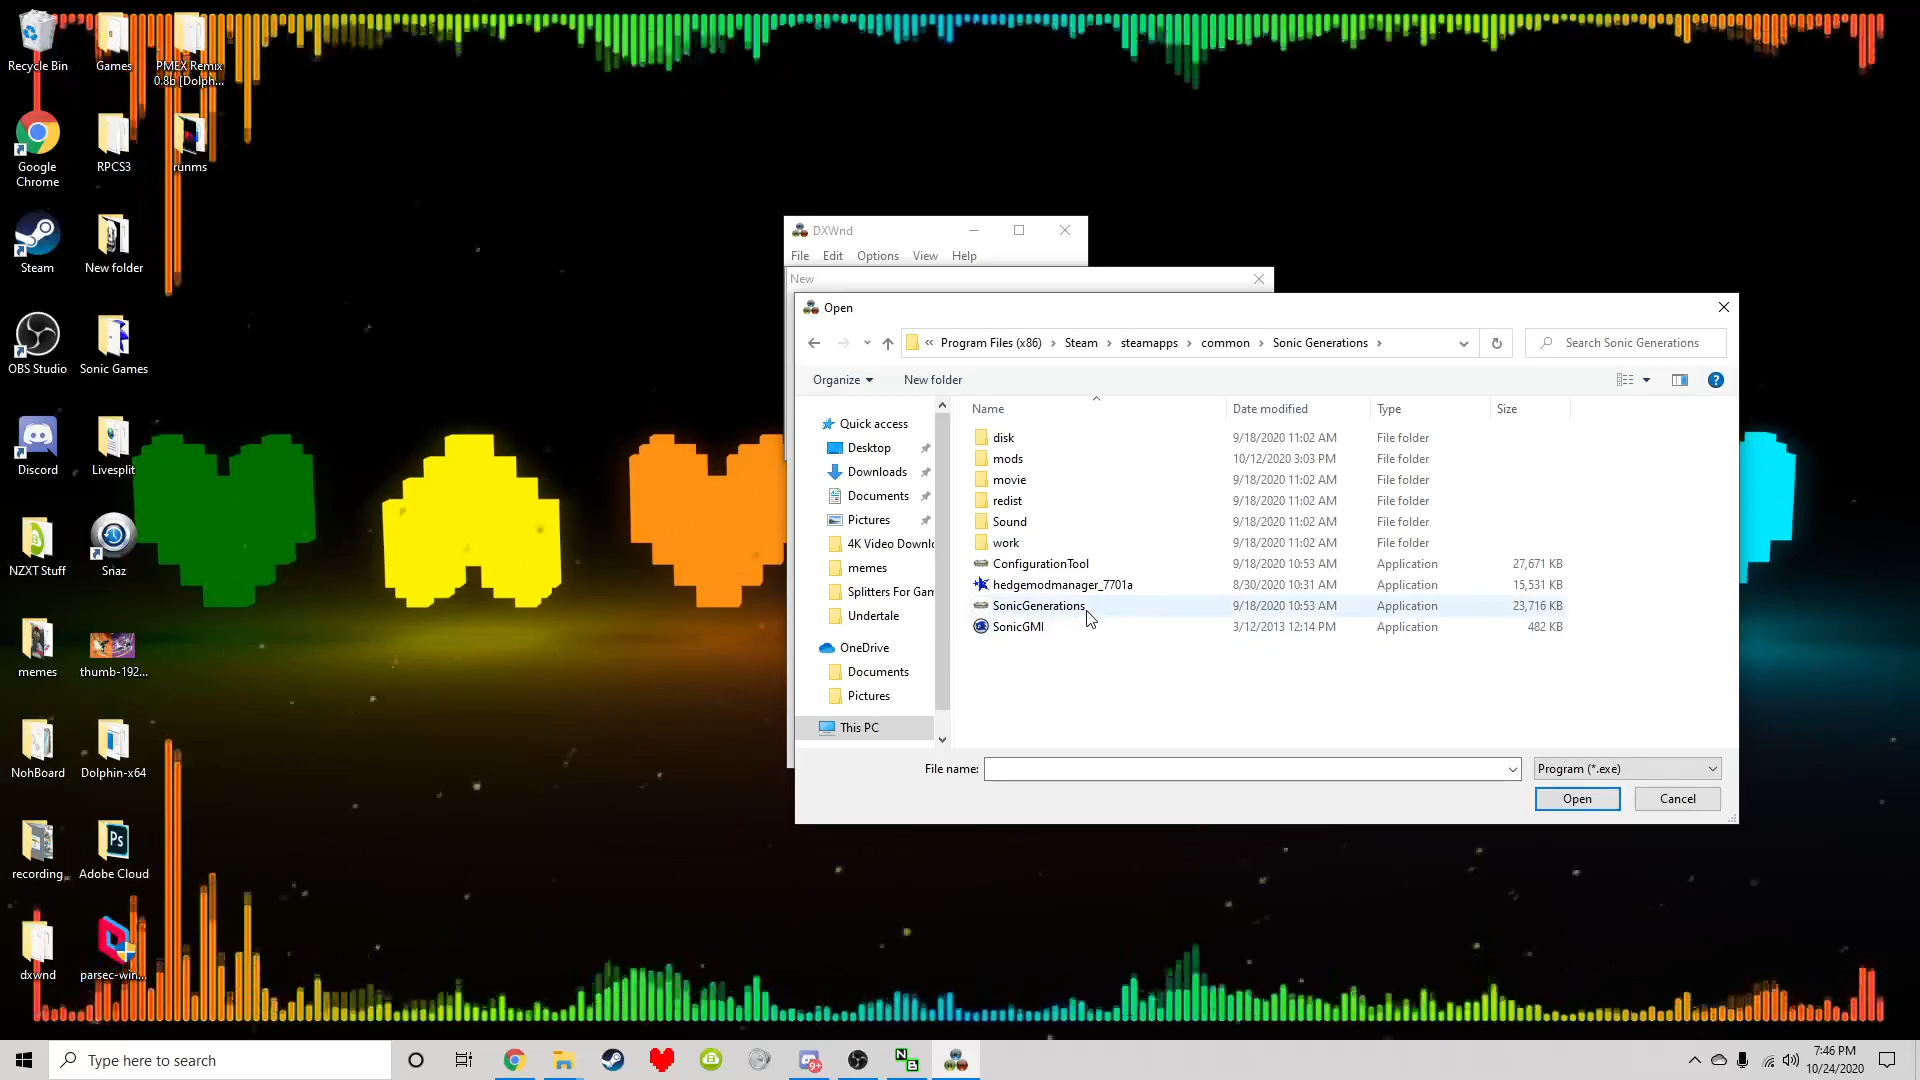 Recycle Bin
Games
PMEX Remix
0.8b [Dolph...
Google
Chrome
RPCS3
runms
Steam
New folder
OBS Studio
Sonic Games
Discord
Livesplit
NZXT Stuff
Snaz
memes
thumb-192...
NohBoard
Dolphin-x64
recording
Adobe Cloud
dxwnd
parsec-win...
DXWnd
File Edit Options View Help
New
Open
« Program Files (x86) › Steam › steamapps › common › Sonic Generations ›
Search Sonic Generations
Organize
New folder
Quick access
Desktop
Downloads
Documents
Pictures
4K Video Downlo
memes
Splitters For Gam
Undertale
OneDrive
Documents
Pictures
This PC
Name Date modified Type Size
disk 9/18/2020 11:02 AM File folder
mods 10/12/2020 3:03 PM File folder
movie 9/18/2020 11:02 AM File folder
redist 9/18/2020 11:02 AM File folder
Sound 9/18/2020 11:02 AM File folder
work 9/18/2020 11:02 AM File folder
ConfigurationTool 9/18/2020 10:53 AM Application 27,671 KB
hedgemodmanager_7701a 8/30/2020 10:31 AM Application 15,531 KB
SonicGenerations 9/18/2020 10:53 AM Application 23,716 KB
SonicGMI 3/12/2013 12:14 PM Application 482 KB
File name:
Program (*.exe)
Open
Cancel
Type here to search
9+
7:46 PM
10/24/2020